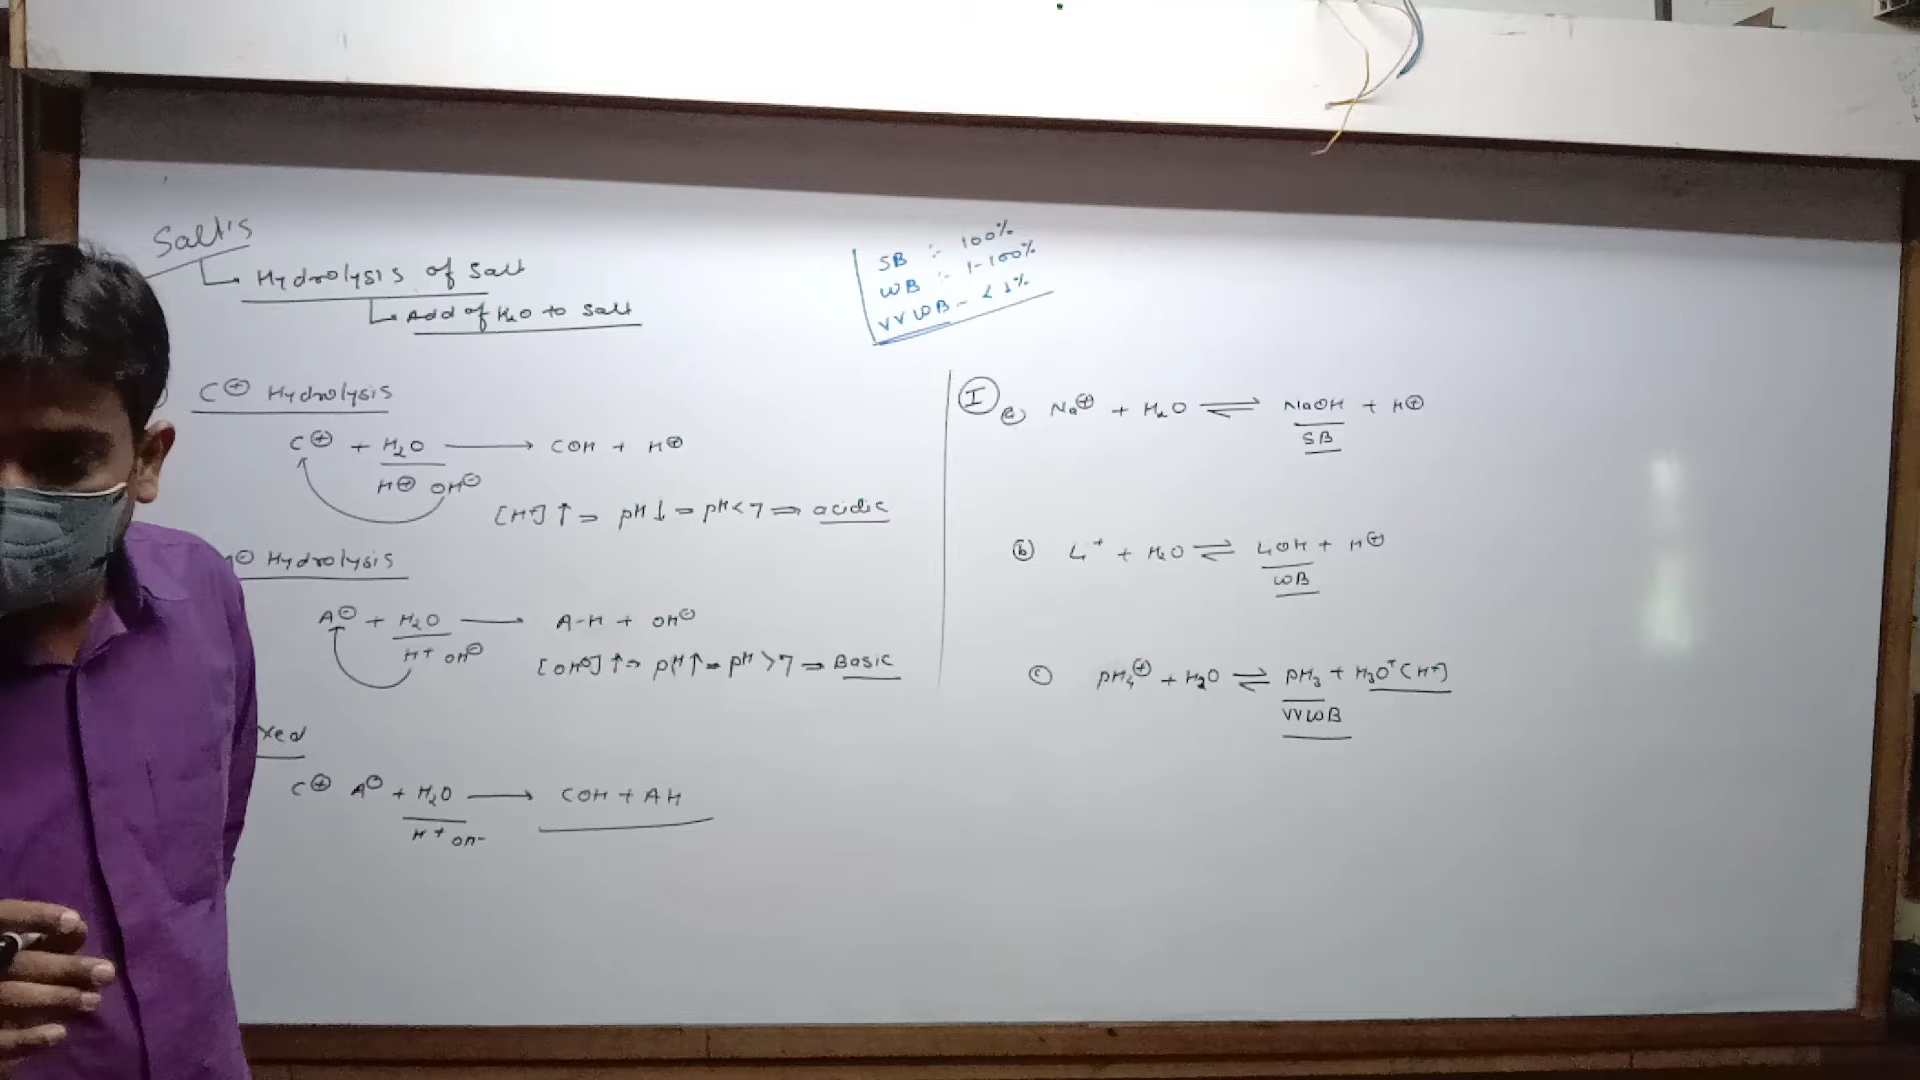 Salt's
Hydrolysis of Salt
Add of H₂O to Salt
SB :- 100%
WB :- 1-100%
VVWB - < 1%
C⊕ Hydrolysis
C⊕ + H₂O ⟶ COH + H⊕
H⊕ OH⊖
[H⁺]↑ ⇒ pH↓ ⇒ pH<7 ⇒ acidic
⊖ Hydrolysis
A⊖ + H₂O ⟶ A-H + OH⊖
H⁺ OH⊖
[OH⊖]↑ ⇒ pH↑ ⇒ pH>7 ⇒ Basic
xed
C⊕ A⊖ + H₂O ⟶ COH + AH
H⁺ OH⁻
I a) Na⊕ + H₂O ⇌ NaOH + H⊕
SB
b) Li⁺ + H₂O ⇌ LiOH + H⊕
WB
c) PH₄⊕ + H₂O ⇌ PH₃ + H₃O⁺ (H⁺)
VVWB